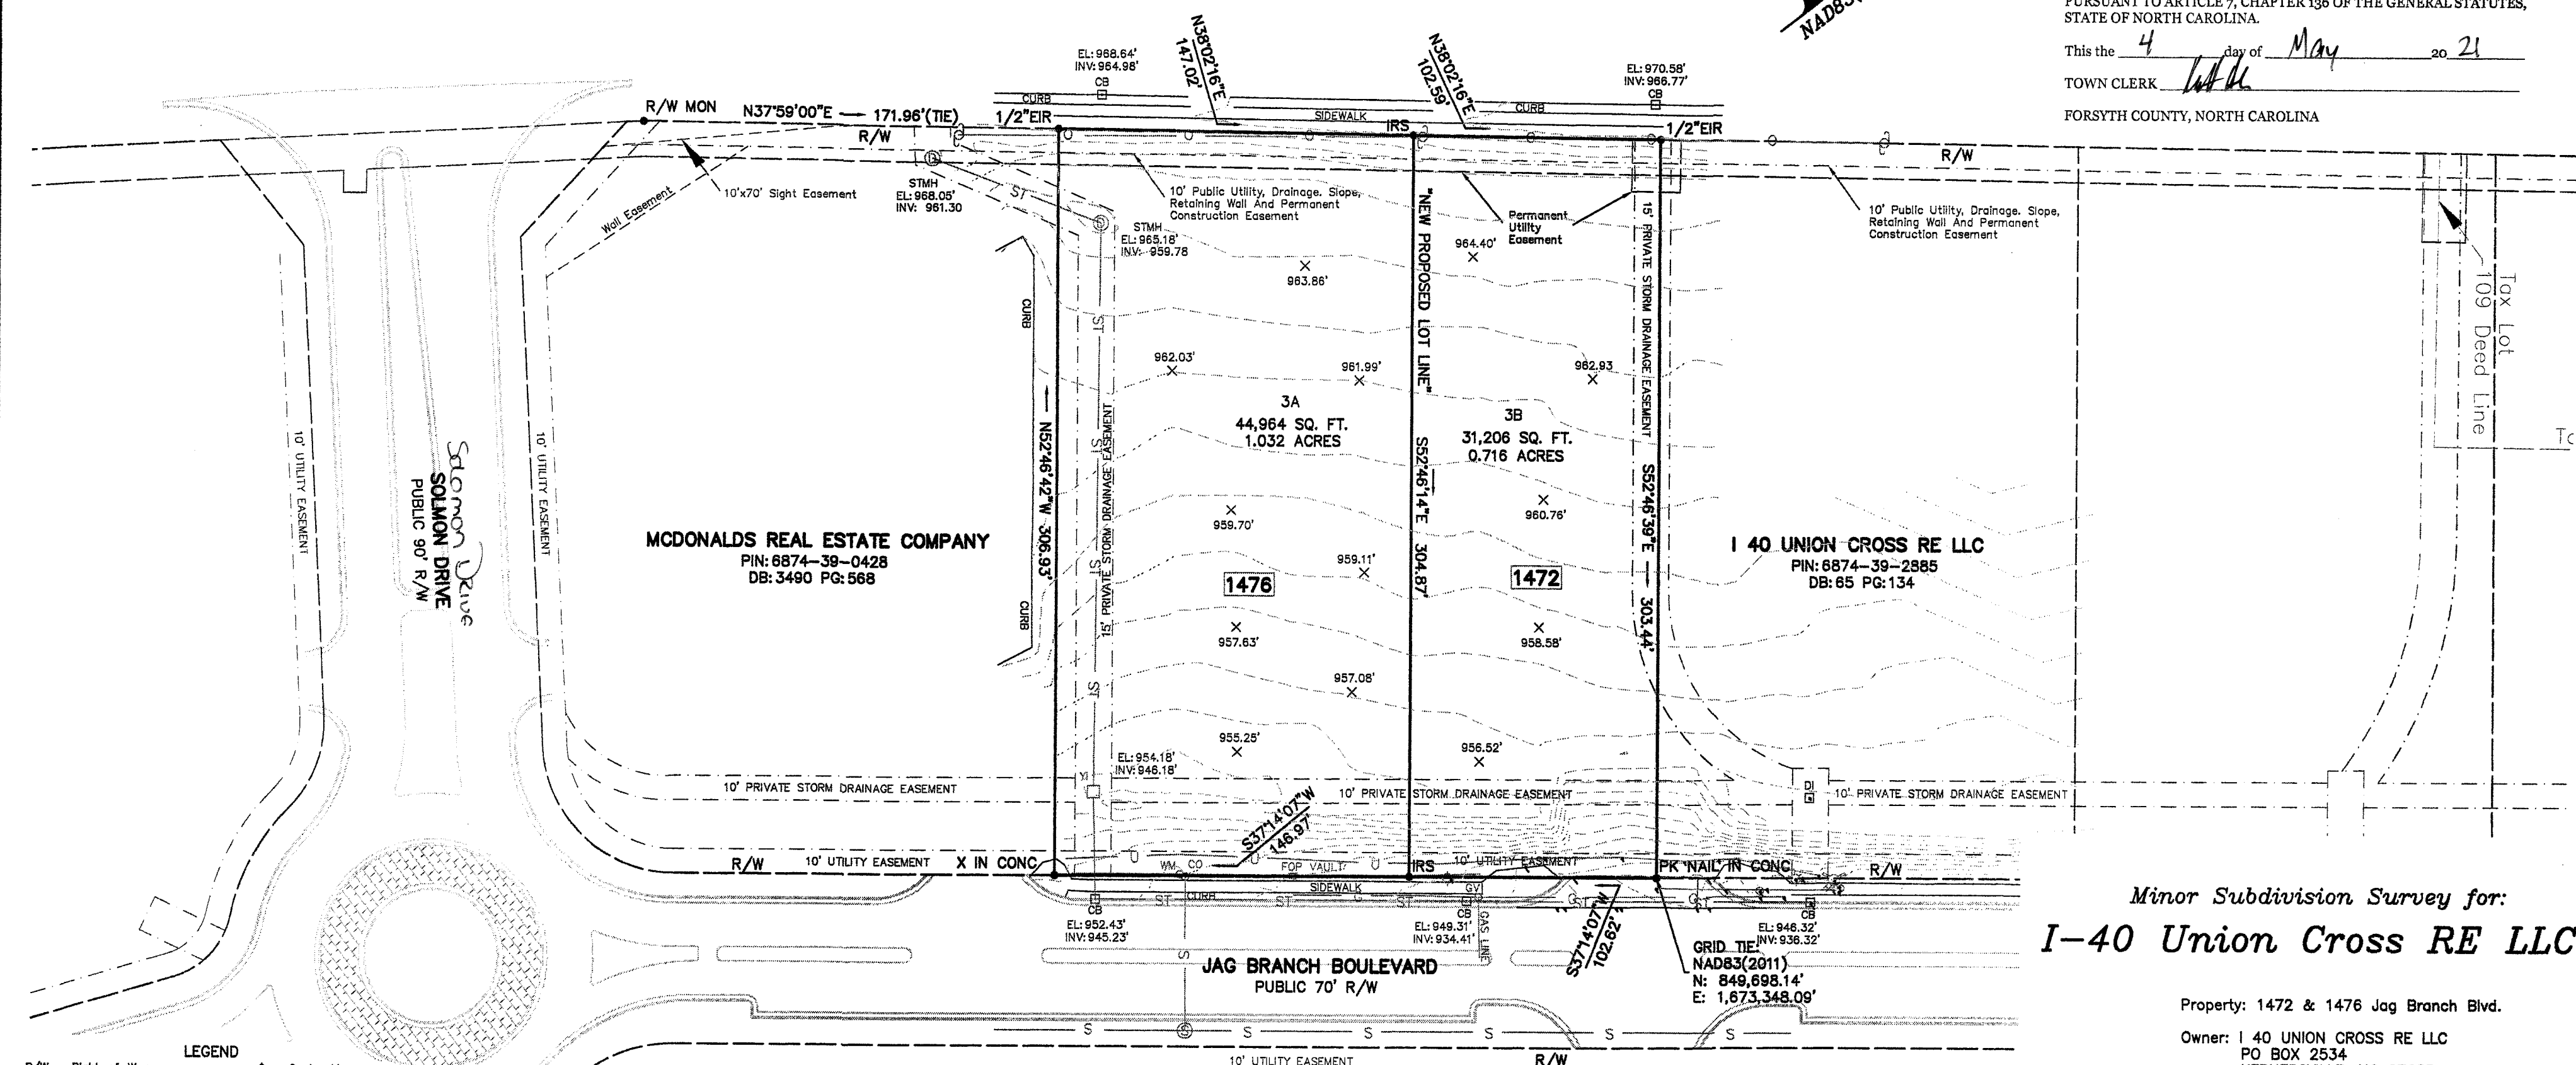 NAD83
PURSUANT TO ARTICLE 7, CHAPTER 136 OF THE GENERAL STATUTES,
STATE OF NORTH CAROLINA.
This the 4 day of May 20 21
TOWN CLERK
FORSYTH COUNTY, NORTH CAROLINA
EL: 968.64'
INV: 964.98'
CB
N38°02'16"E
147.02'
N38°02'16"E
102.59'
EL: 970.58'
INV: 966.77'
CB
CURB
SIDEWALK
CURB
R/W MON
N37°59'00"E
171.96'(TIE)
R/W
1/2"EIR
IRS
1/2"EIR
R/W
10'x70' Sight Easement
Wall Easement
STMH
EL: 968.05'
INV: 961.30
ST
STMH
EL: 965.18'
INV: 959.78
10' Public Utility, Drainage. Slope,
Retaining Wall And Permanent
Construction Easement
Permanent
Utility
Easement
10' Public Utility, Drainage. Slope,
Retaining Wall And Permanent
Construction Easement
Tax Lot
109 Deed Line
"NEW PROPOSED LOT LINE"
S52°46'14"E 304.87'
15' PRIVATE STORM DRAINAGE EASEMENT
S52°46'39"E
303.44'
964.40'
963.86'
962.03'
961.99'
962.93
CURB
CURB
N52°46'42"W 306.93'
15' PRIVATE STORM DRAINAGE EASEMENT
ST
ST
ST
ST
3A
44,964 SQ. FT.
1.032 ACRES
3B
31,206 SQ. FT.
0.716 ACRES
959.70'
960.76'
959.11'
1476
1472
957.63'
958.58'
957.08'
955.25'
956.52'
10' UTILITY EASEMENT
Solomon Drive
SOLMON DRIVE
PUBLIC 90' R/W
10' UTILITY EASEMENT
MCDONALDS REAL ESTATE COMPANY
PIN: 6874-39-0428
DB: 3490 PG: 568
I 40 UNION CROSS RE LLC
PIN: 6874-39-2885
DB: 65 PG: 134
EL: 954.18'
INV: 946.18'
YI
10' PRIVATE STORM DRAINAGE EASEMENT
10' PRIVATE STORM DRAINAGE EASEMENT
DI
10' PRIVATE STORM DRAINAGE EASEMENT
S37°14'07"W
146.97'
R/W
10' UTILITY EASEMENT
X IN CONC
WM
CO
FOP VAULT
IRS
10' UTILITY EASEMENT
PK NAIL IN CONC
R/W
SIDEWALK
GV
CURB
ST
ST
ST
ST
ST
CB
EL: 952.43'
INV: 945.23'
CB
EL: 949.31'
INV: 934.41'
GAS LINE
S37°14'07"W
102.62'
CB
EL: 946.32'
INV: 936.32'
GRID TIE:
NAD83(2011)
N: 849,698.14'
E: 1,673,348.09'
JAG BRANCH BOULEVARD
PUBLIC 70' R/W
S
S
S
S
S
S
S
S
S
10' UTILITY EASEMENT
R/W
LEGEND
Minor Subdivision Survey for:
I-40 Union Cross RE LLC
Property: 1472 & 1476 Jag Branch Blvd.
Owner: I 40 UNION CROSS RE LLC
PO BOX 2534